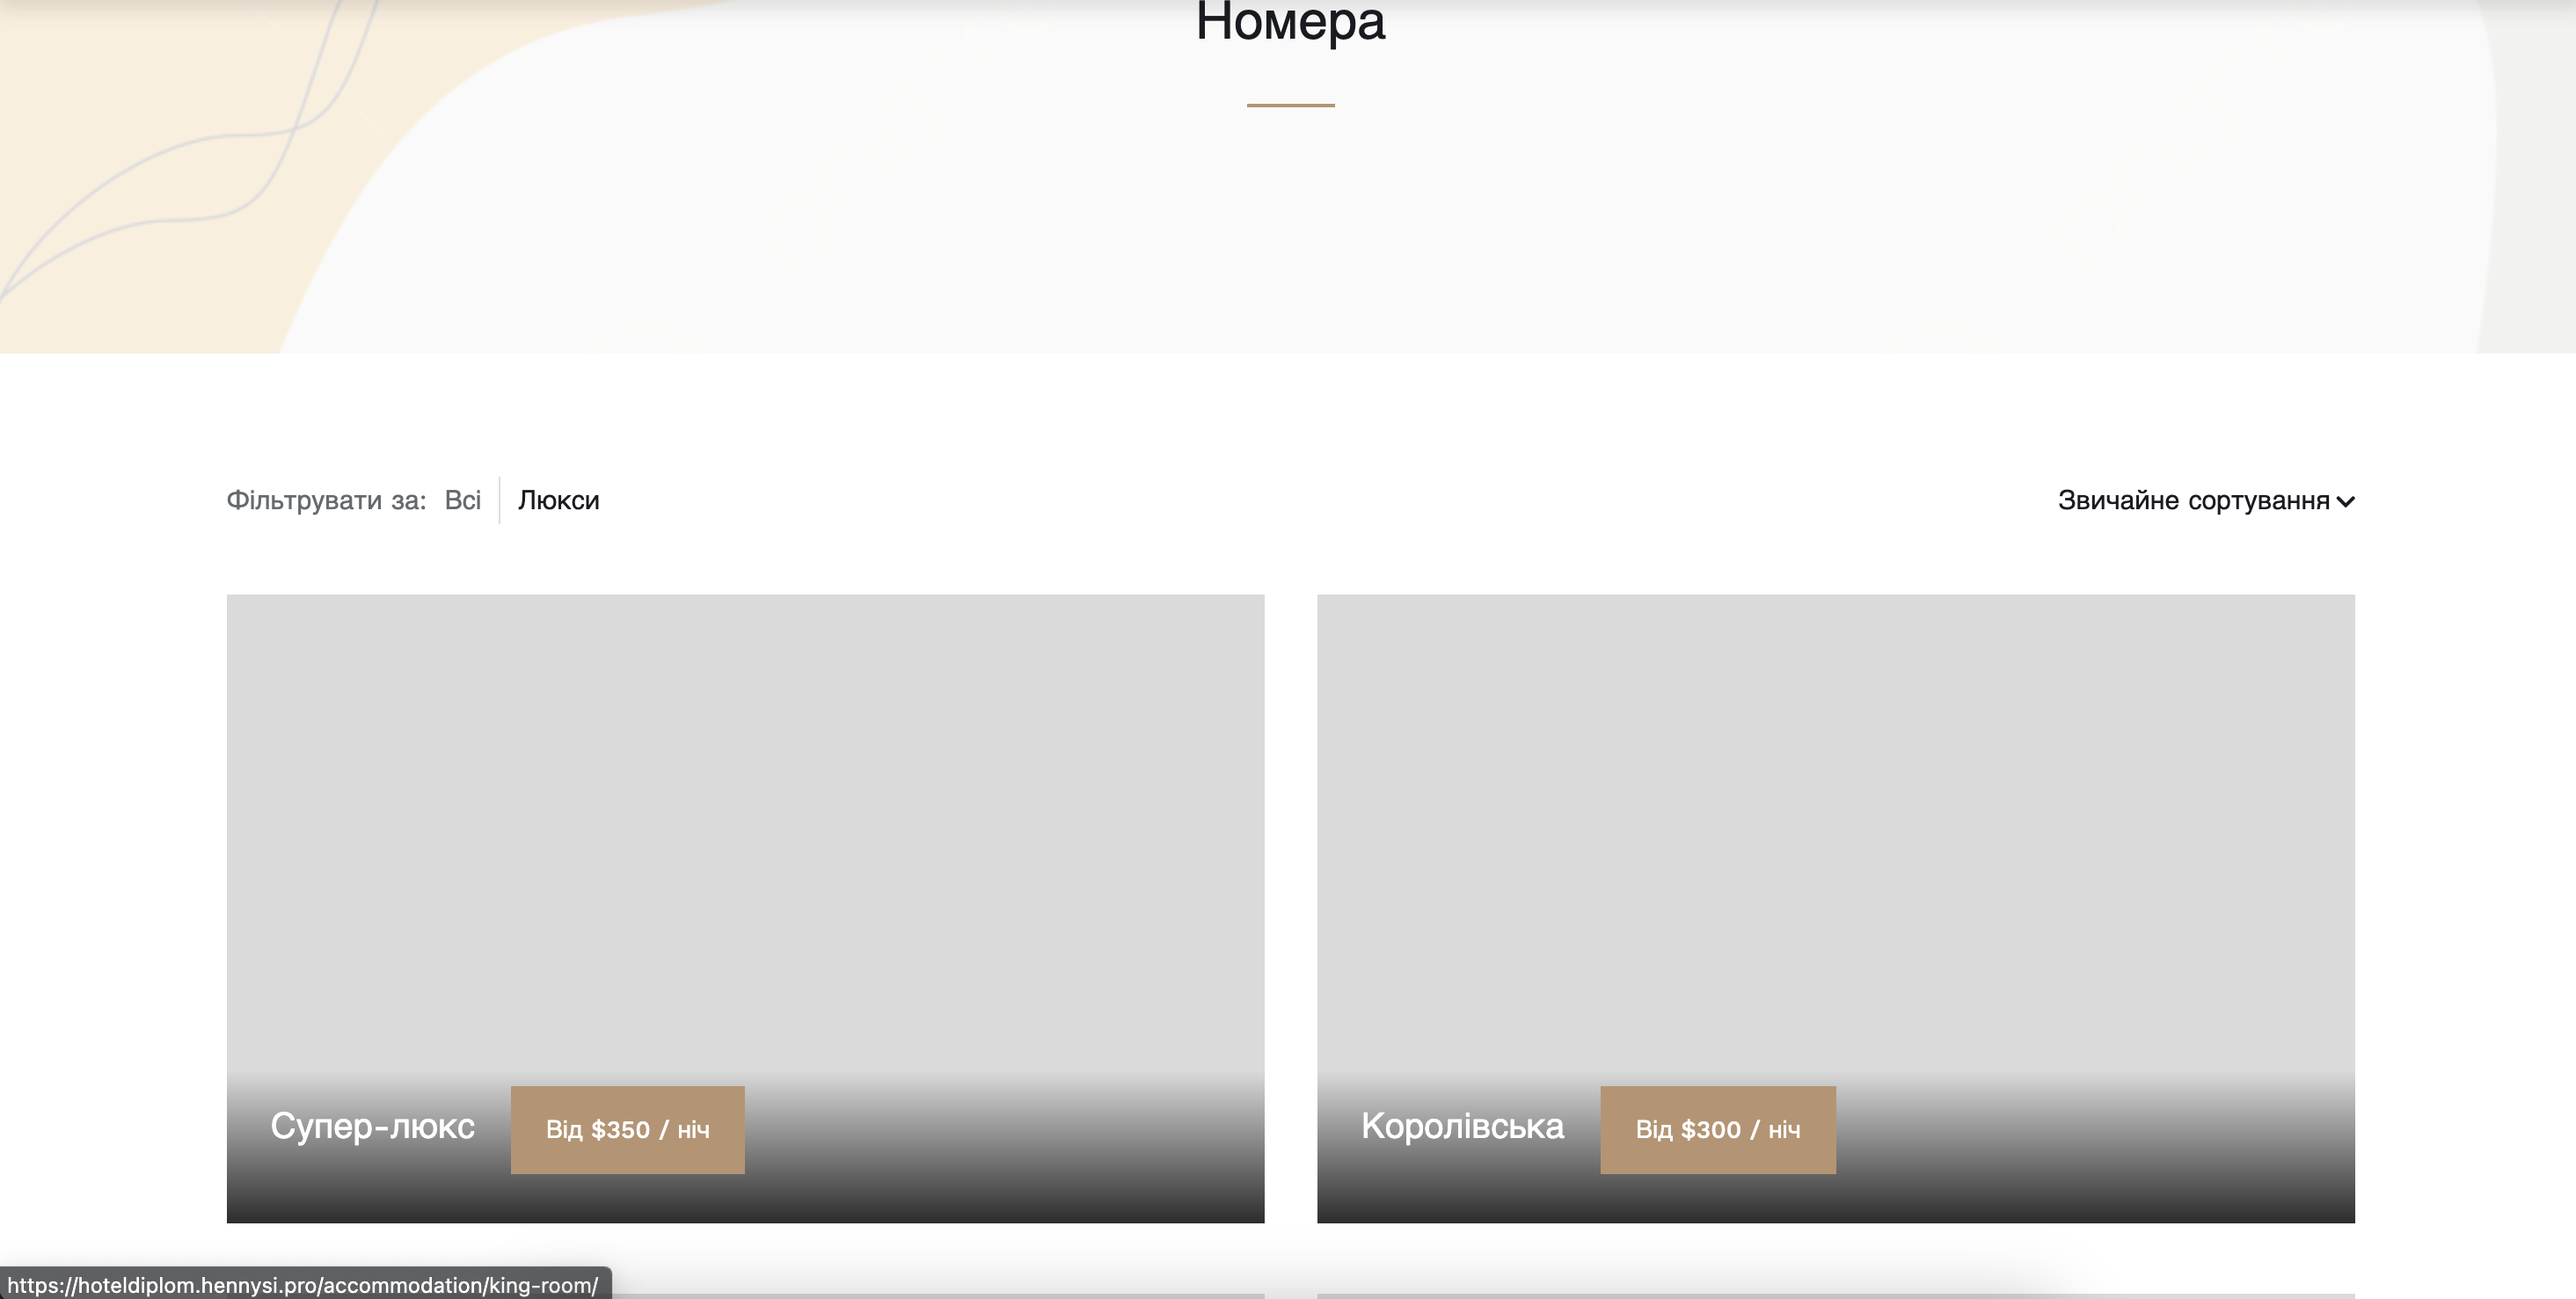 Номера
Фільтрувати за: Всі Люкси
Звичайне сортування
Супер-люкс Від $350 / ніч
Королівська Від $300 / ніч
https://hoteldiplom.hennysi.pro/accommodation/king-room/